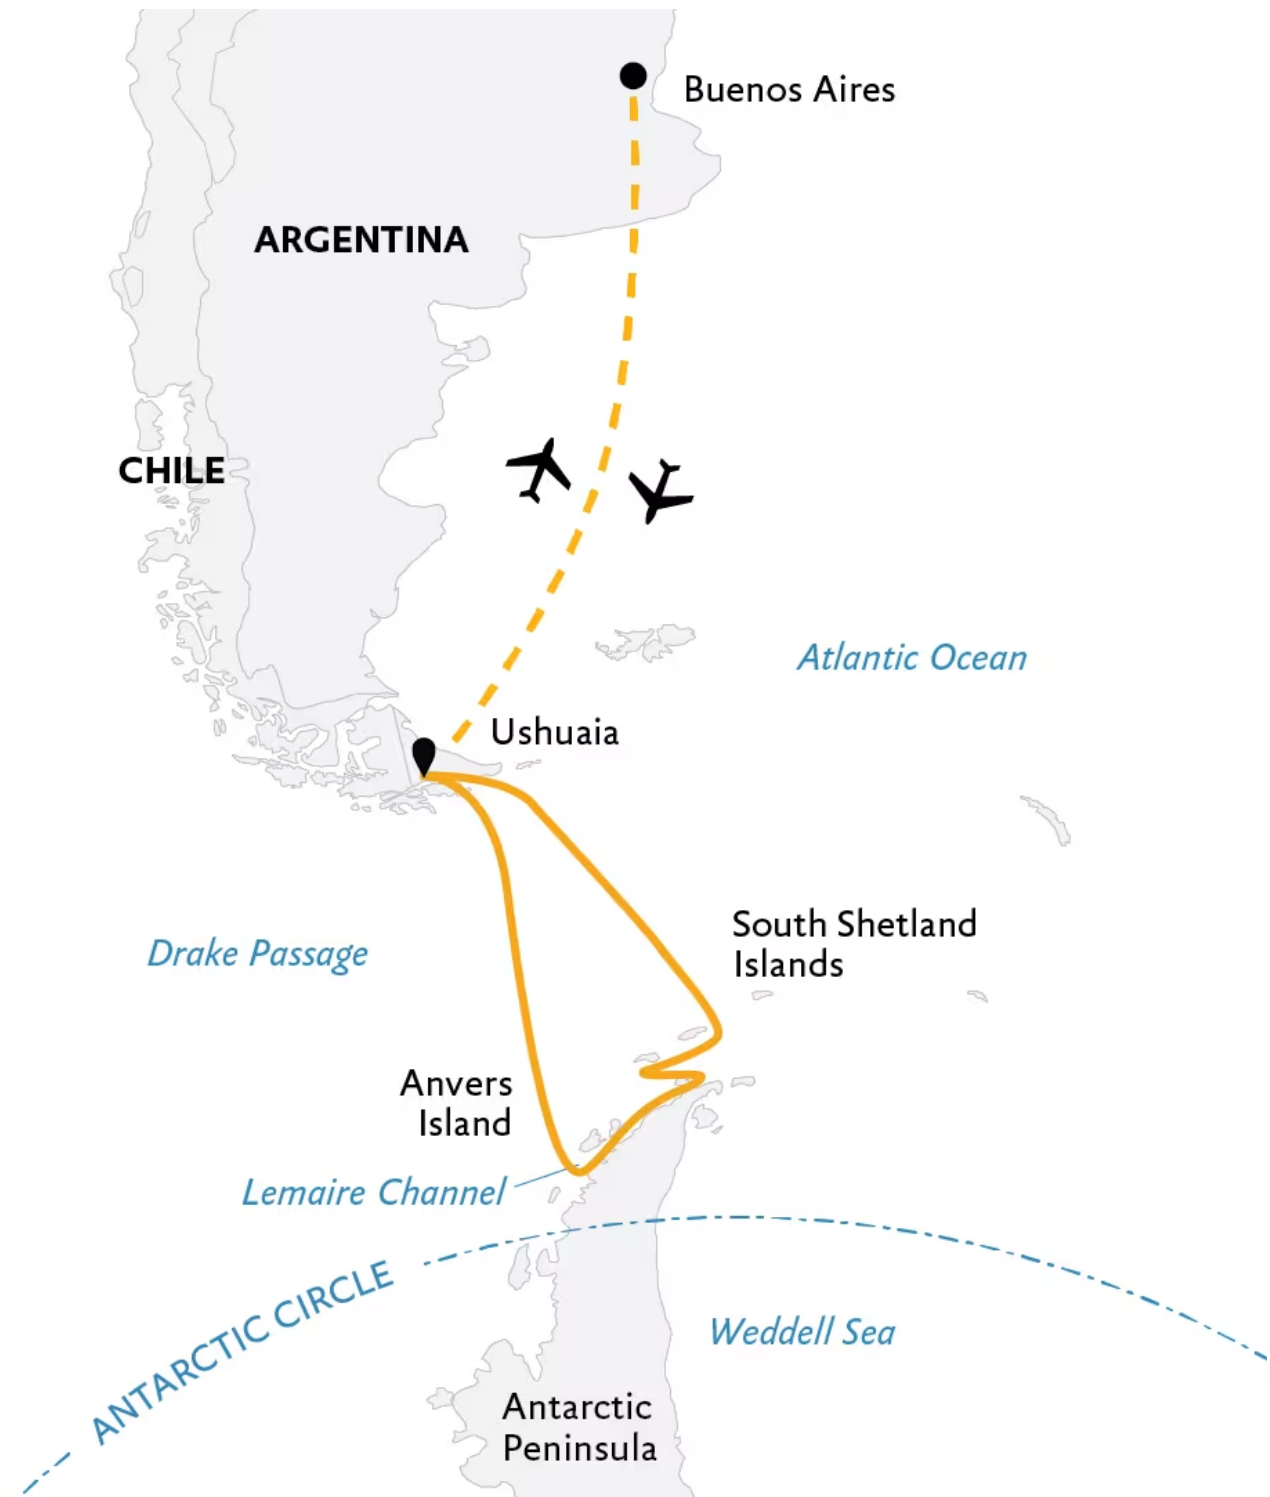 Buenos Aires
ARGENTINA
CHILE
Atlantic Ocean
Ushuaia
South Shetland
Islands
Drake Passage
Anvers
Island
Lemaire Channel
ANTARCTIC CIRCLE
Weddell Sea
Antarctic
Peninsula